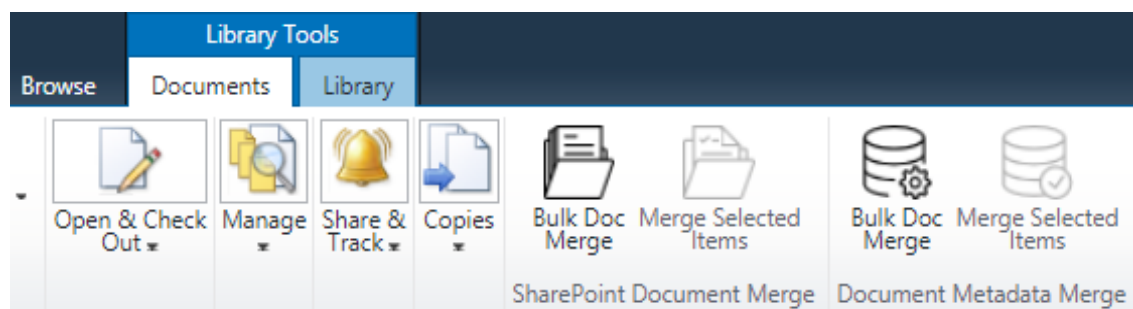 Library Tools
Browse Documents Library
Open & Check
Out
Manage
Share &
Track
Copies
Bulk Doc
Merge
Merge Selected
Items
SharePoint Document Merge
Bulk Doc
Merge
Merge Selected
Items
Document Metadata Merge